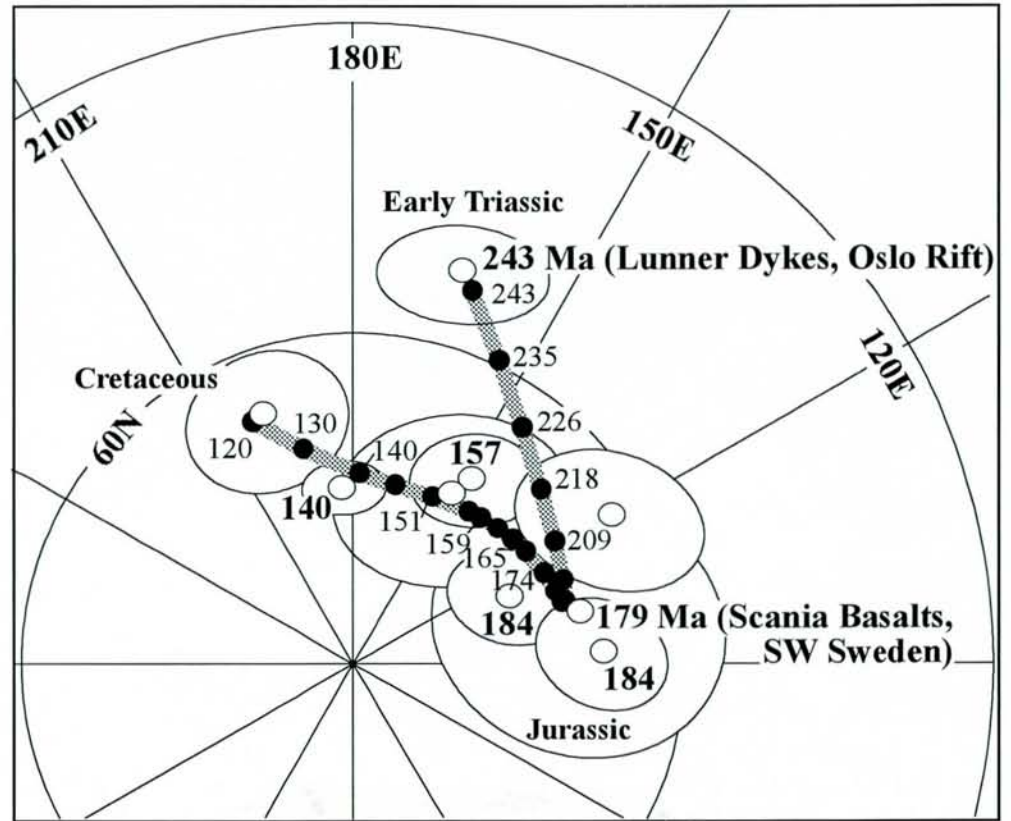 180E
210E
150E
Early Triassic
243 Ma (Lunner Dykes, Oslo Rift)
243
235
120E
Cretaceous
60N
120
130
226
140
157
218
140
151
159
209
165
174
184
179 Ma (Scania Basalts,
SW Sweden)
184
Jurassic